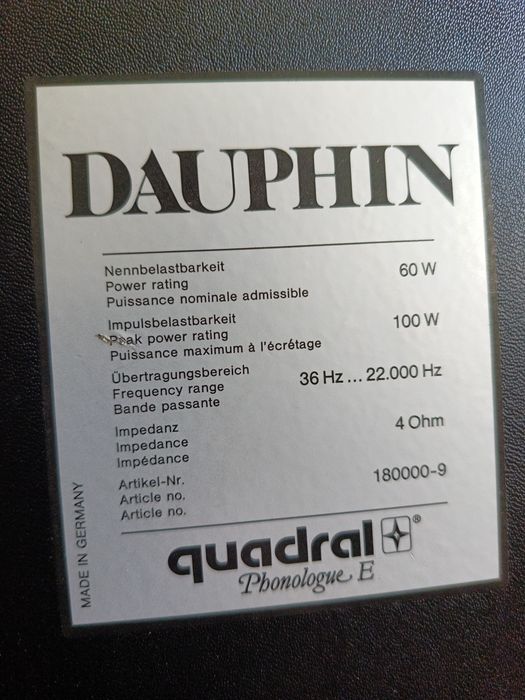 DAUPHIN
Nennbelastbarkeit
Power rating 60 W
Puissance nominale admissible
Impulsbelastbarkeit
Peak power rating 100 W
Puissance maximum à l'écrétage
Übertragungsbereich
Frequency range 36 Hz ... 22.000 Hz
Bande passante
Impedanz
Impedance 4 Ohm
Impédance
Artikel-Nr.
Article no. 180000-9
Article no.
MADE IN GERMANY
quadral®
Phonologue E